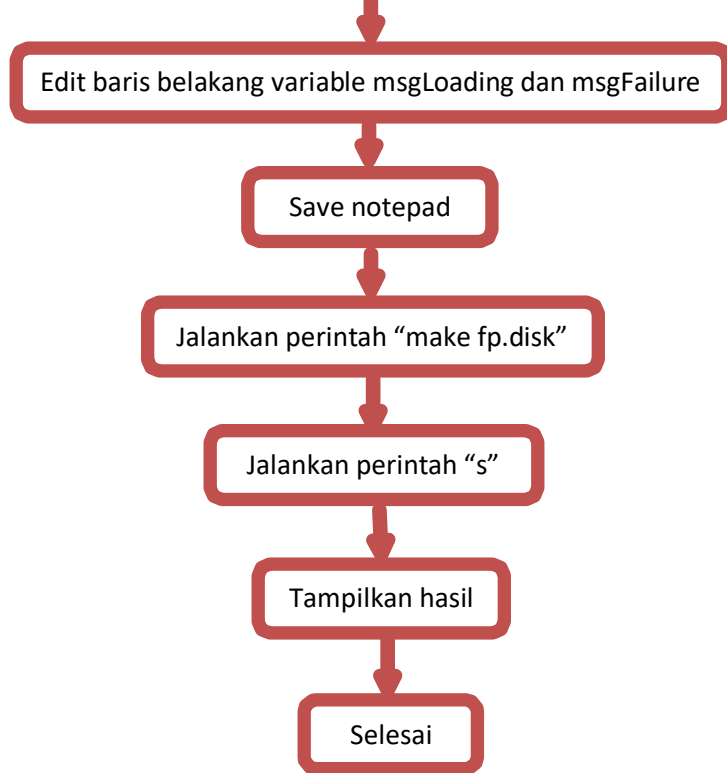 Edit baris belakang variable msgLoading dan msgFailure
Save notepad
Jalankan perintah “make fp.disk”
Jalankan perintah “s”
Tampilkan hasil
Selesai